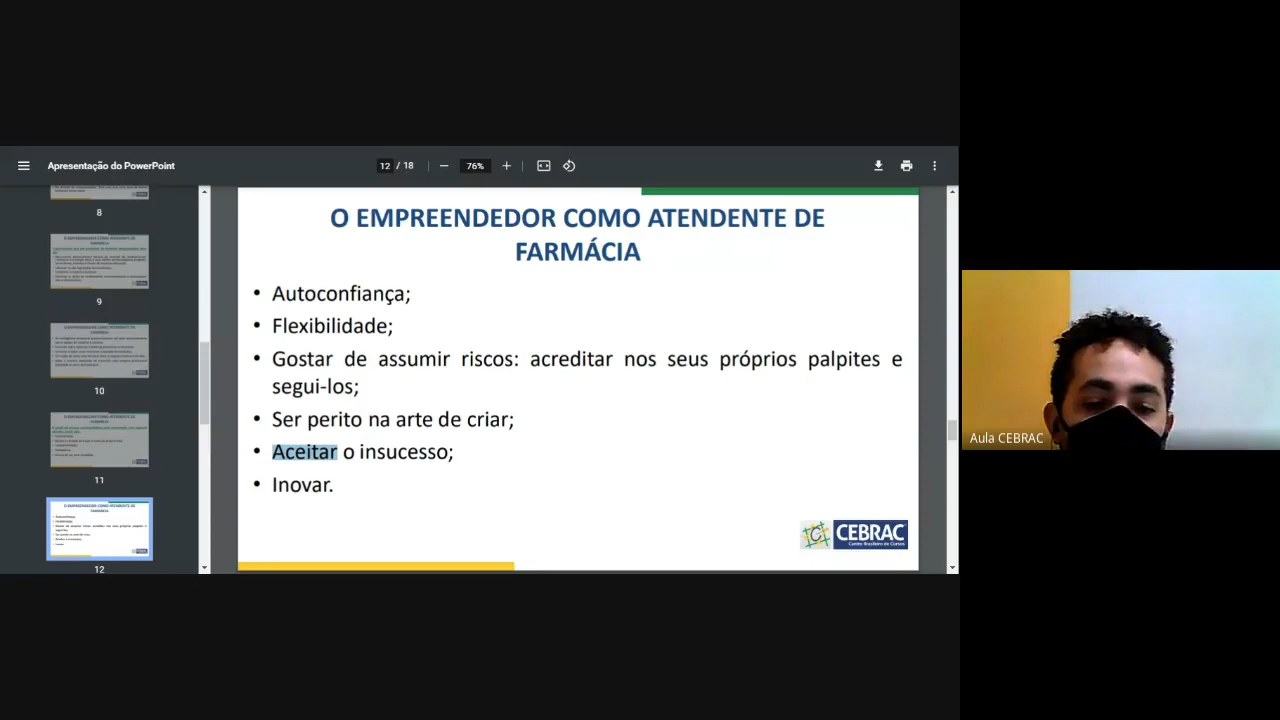 Apresentação do PowerPoint
12 / 18
76%
8
9
10
11
12
O EMPREENDEDOR COMO ATENDENTE DE
FARMÁCIA
• Autoconfiança;
• Flexibilidade;
• Gostar de assumir riscos: acreditar nos seus próprios palpites e
segui-los;
• Ser perito na arte de criar;
• Aceitar o insucesso;
• Inovar.
CEBRAC
Centro Brasileiro de Cursos
Aula CEBRAC